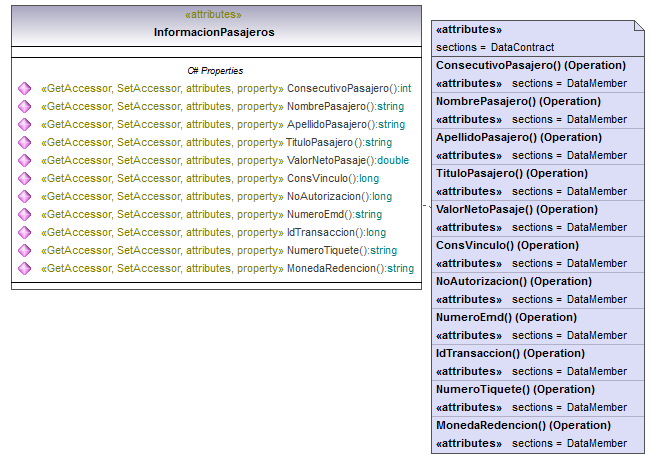 «attributes»
InformacionPasajeros
C# Properties
«GetAccessor, SetAccessor, attributes, property» ConsecutivoPasajero():int
«GetAccessor, SetAccessor, attributes, property» NombrePasajero():string
«GetAccessor, SetAccessor, attributes, property» ApellidoPasajero():string
«GetAccessor, SetAccessor, attributes, property» TituloPasajero():string
«GetAccessor, SetAccessor, attributes, property» ValorNetoPasaje():double
«GetAccessor, SetAccessor, attributes, property» ConsVinculo():long
«GetAccessor, SetAccessor, attributes, property» NoAutorizacion():long
«GetAccessor, SetAccessor, attributes, property» NumeroEmd():string
«GetAccessor, SetAccessor, attributes, property» IdTransaccion():long
«GetAccessor, SetAccessor, attributes, property» NumeroTiquete():string
«GetAccessor, SetAccessor, attributes, property» MonedaRedencion():string
«attributes»
sections = DataContract
ConsecutivoPasajero() (Operation)
«attributes» sections = DataMember
NombrePasajero() (Operation)
«attributes» sections = DataMember
ApellidoPasajero() (Operation)
«attributes» sections = DataMember
TituloPasajero() (Operation)
«attributes» sections = DataMember
ValorNetoPasaje() (Operation)
«attributes» sections = DataMember
ConsVinculo() (Operation)
«attributes» sections = DataMember
NoAutorizacion() (Operation)
«attributes» sections = DataMember
NumeroEmd() (Operation)
«attributes» sections = DataMember
IdTransaccion() (Operation)
«attributes» sections = DataMember
NumeroTiquete() (Operation)
«attributes» sections = DataMember
MonedaRedencion() (Operation)
«attributes» sections = DataMember